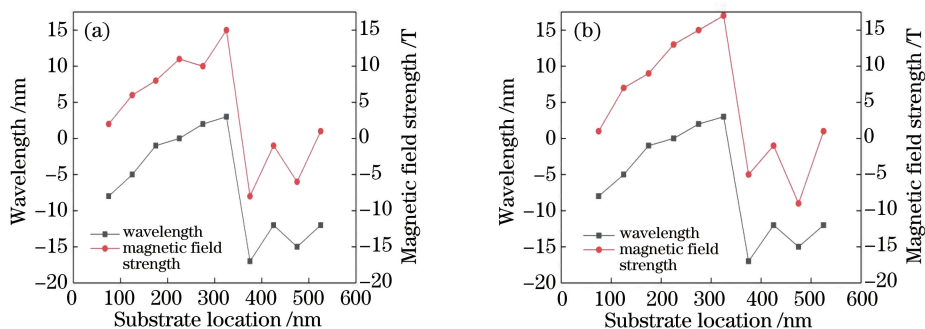 (a)
15
10
5
0
−5
−10
−15
−20
Wavelength /nm
15
10
5
0
−5
−10
−15
−20
Magnetic field strength /T
wavelength
magnetic field
strength
0 100 200 300 400 500 600
Substrate location /nm
(b)
15
10
5
0
−5
−10
−15
−20
Wavelength /nm
15
10
5
0
−5
−10
−15
−20
Magnetic field strength /T
wavelength
magnetic field
strength
0 100 200 300 400 500 600
Substrate location /nm